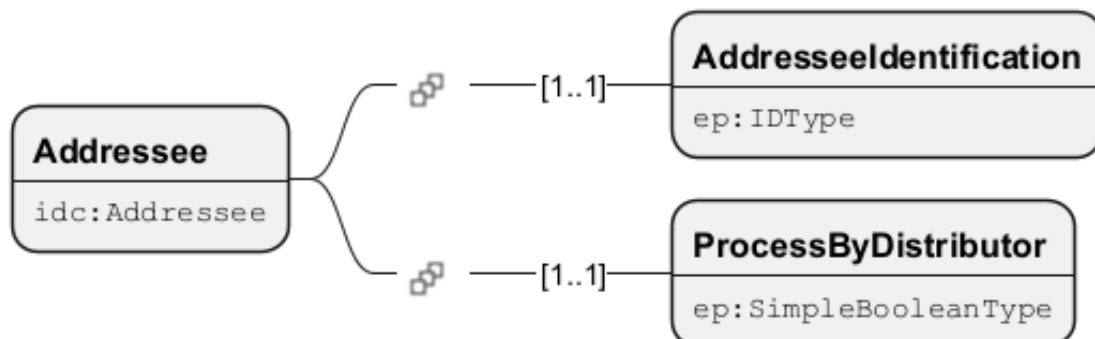 AddresseeIdentification
[1..1]
ep:IDType
Addressee
idc:Addressee
ProcessByDistributor
[1..1]
ep:SimpleBooleanType